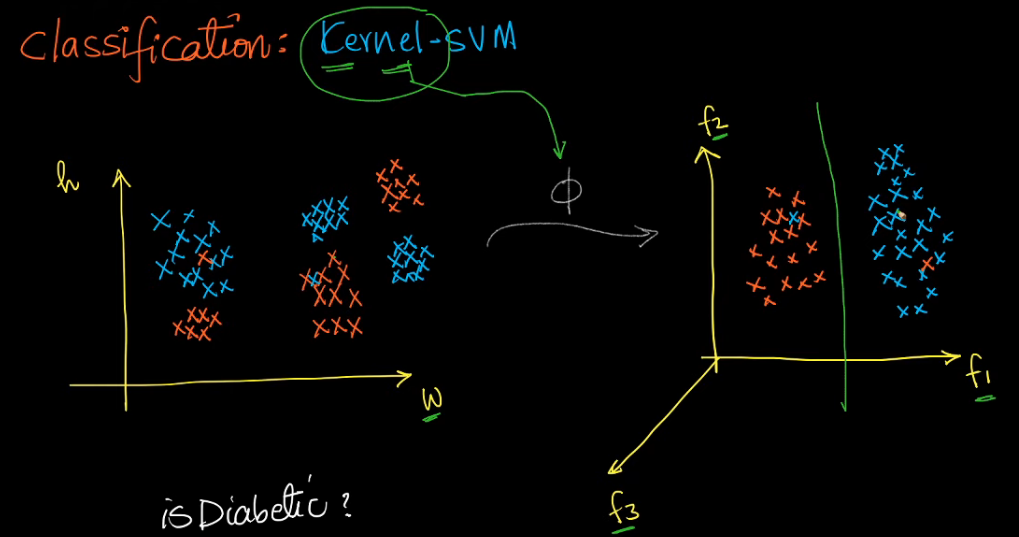 Classification: Kernel-SVM
h
w
ϕ
f2
f1
f3
isDiabetic?